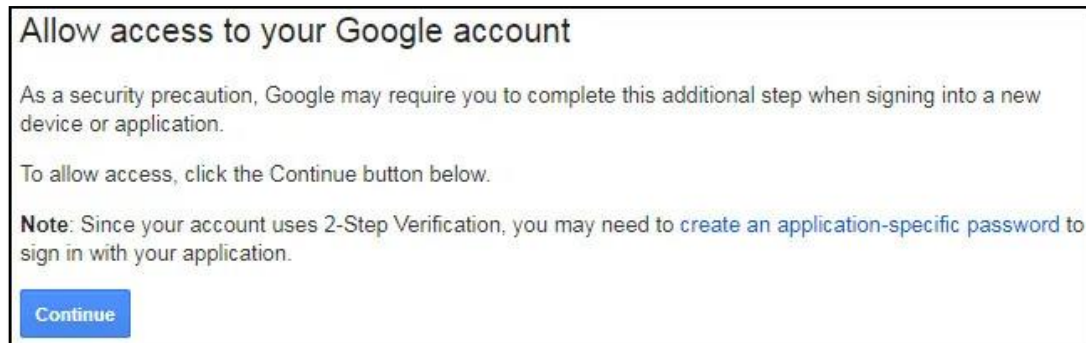 Allow access to your Google account
As a security precaution, Google may require you to complete this additional step when signing into a new
device or application.
To allow access, click the Continue button below.
Note: Since your account uses 2-Step Verification, you may need to create an application-specific password to
sign in with your application.
Continue